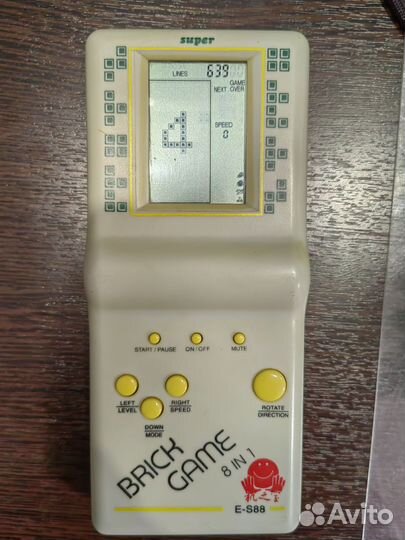 super
LINES 639
NEXT
GAME
OVER
SPEED
0
START / PAUSE
ON / OFF
MUTE
LEFT
LEVEL
RIGHT
SPEED
ROTATE
DIRECTION
DOWN
MODE
BRICK
GAME
8 IN 1
E-S88
Avito